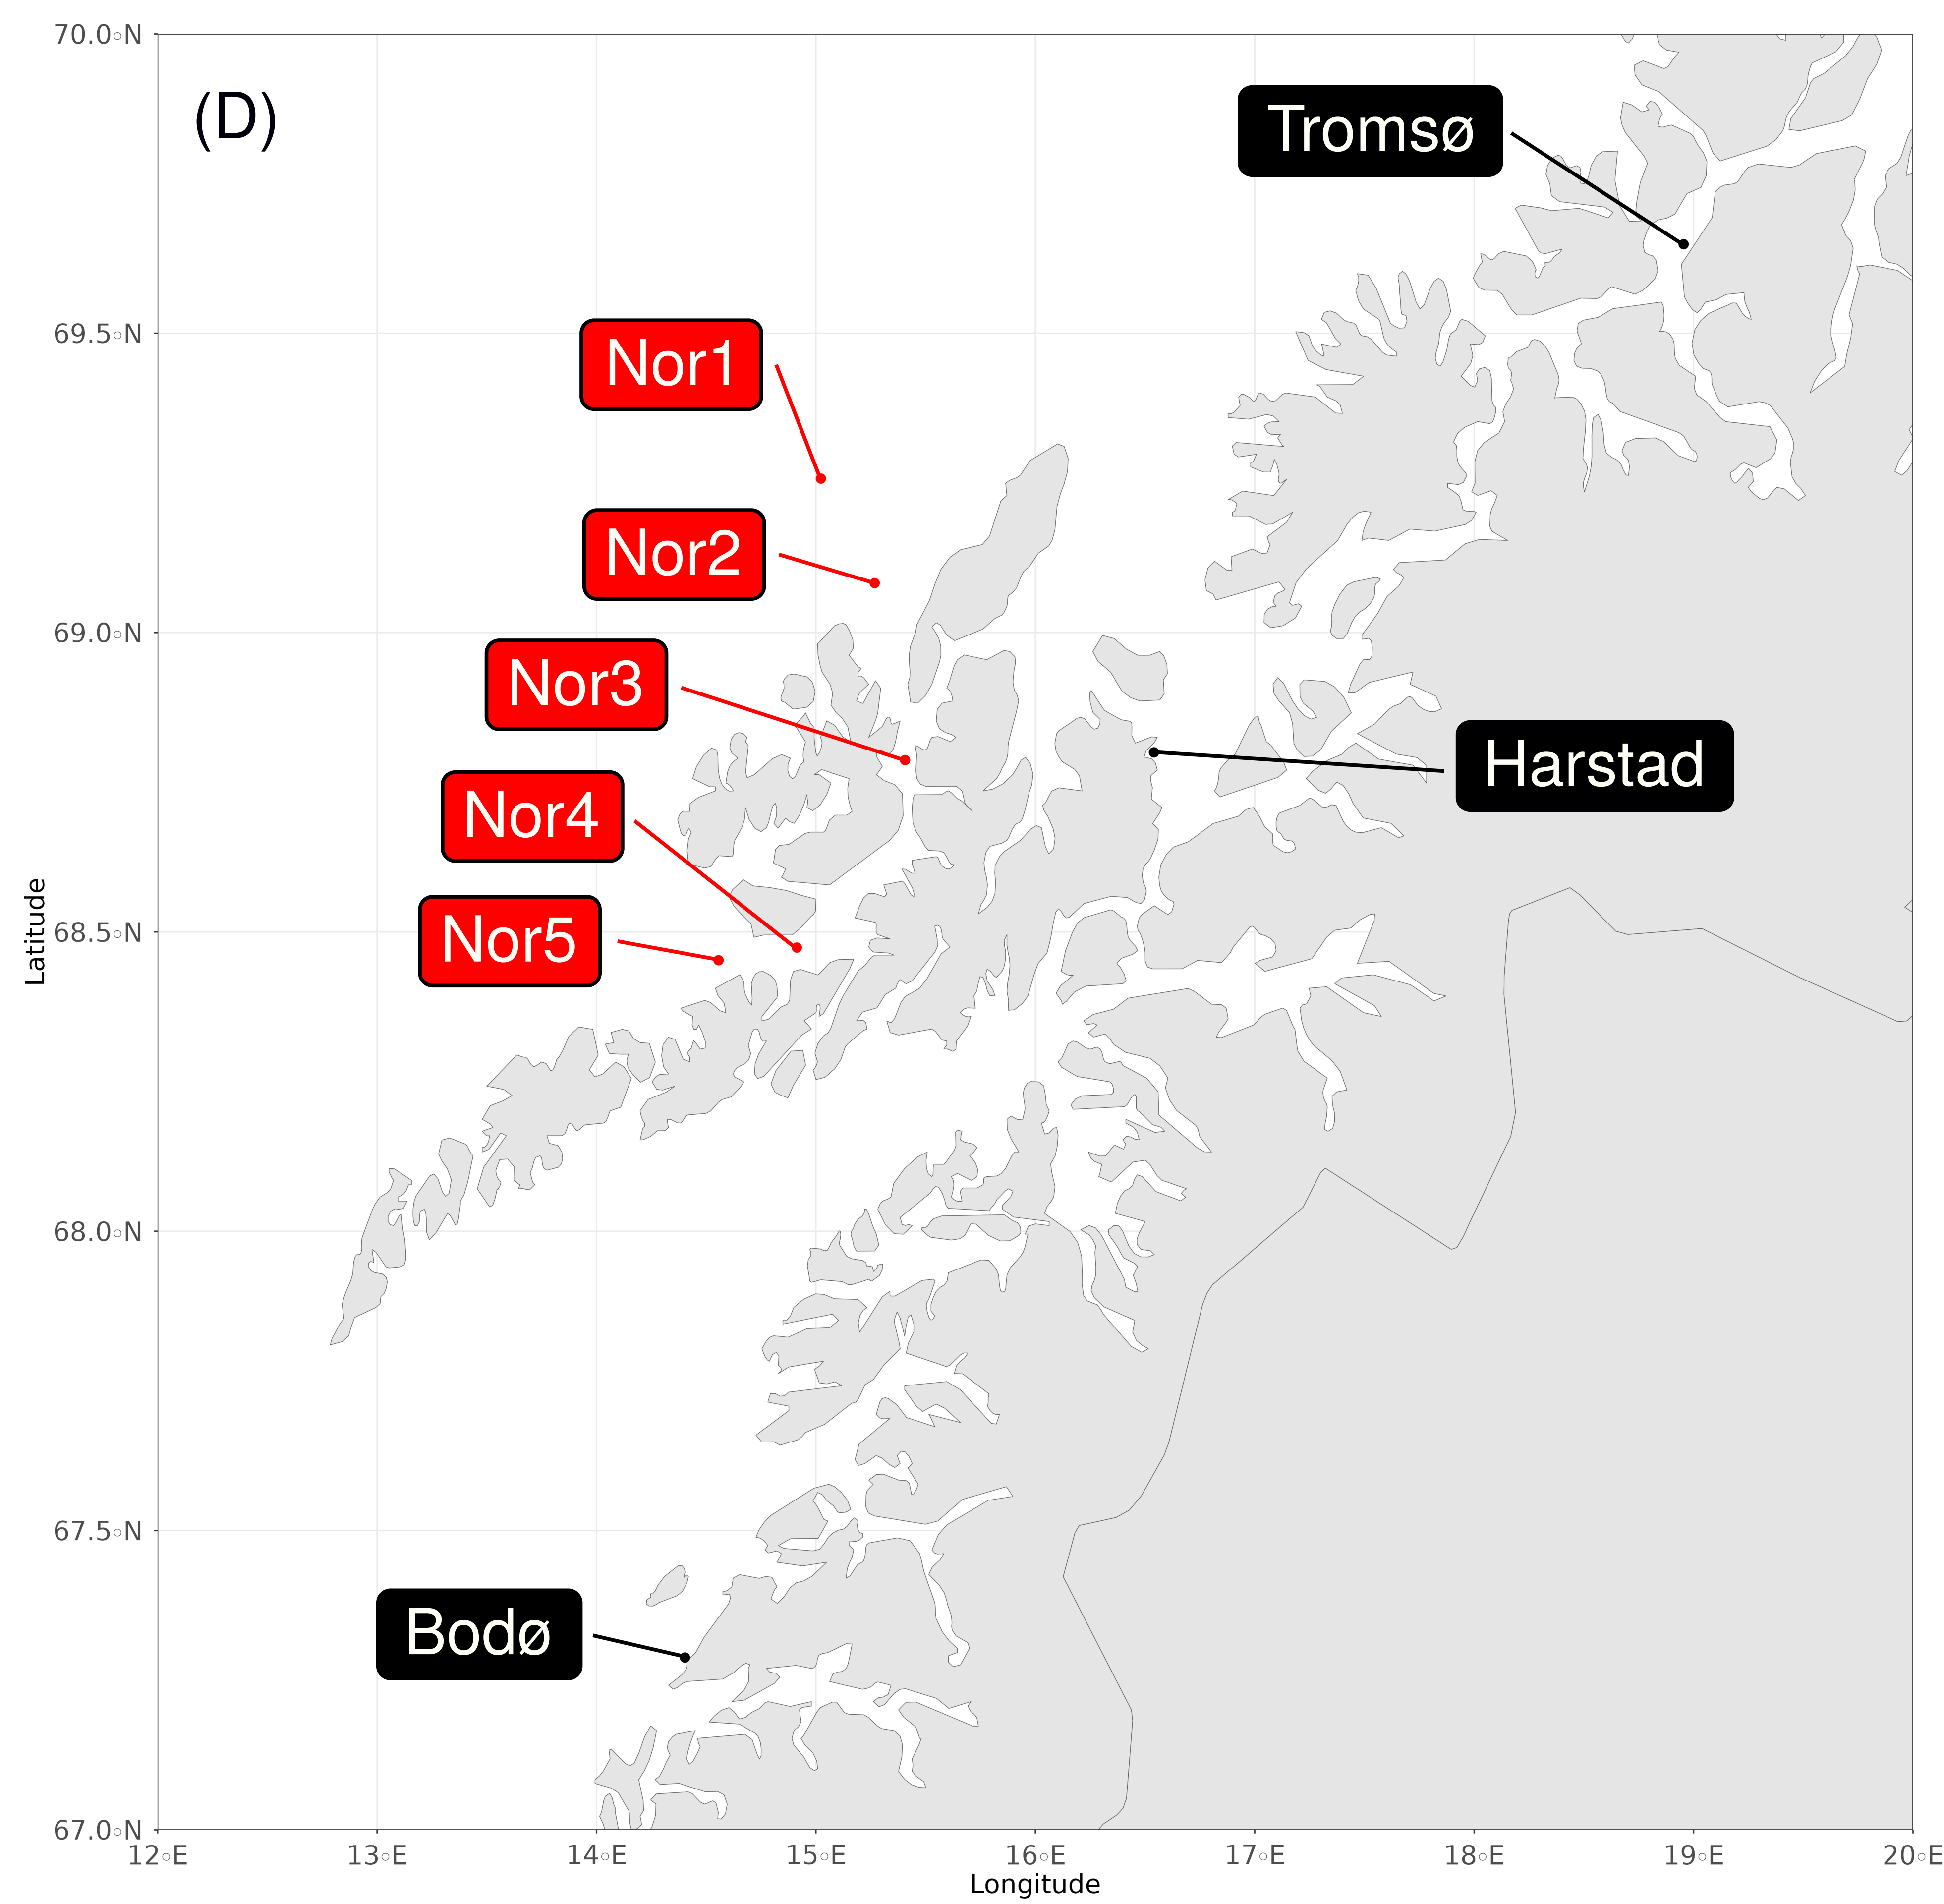 (D)
Tromsø
Nor1
Nor2
Nor3
Harstad
Nor4
Nor5
Bodø
70.0◦N
69.5◦N
69.0◦N
68.5◦N
68.0◦N
67.5◦N
67.0◦N
Latitude
12◦E
13◦E
14◦E
15◦E
16◦E
17◦E
18◦E
19◦E
20◦E
Longitude